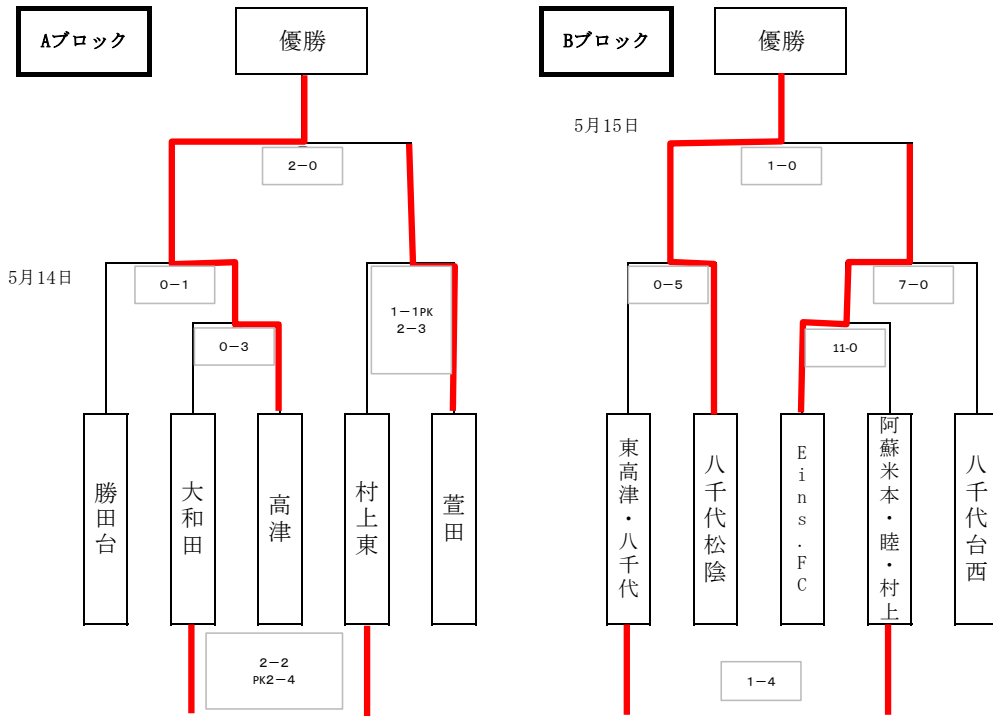 Aブロック
優勝
Bブロック
優勝
5月15日
2−0
1−0
5月14日
0−1
1−1PK
2−3
0−5
7−0
0−3
11-0
勝田台
大和田
高津
村上東
萱田
東高津・八千代
八千代松陰
Eins.FC
阿蘇米本・睦・村上
八千代台西
2−2
PK2−4
1−4